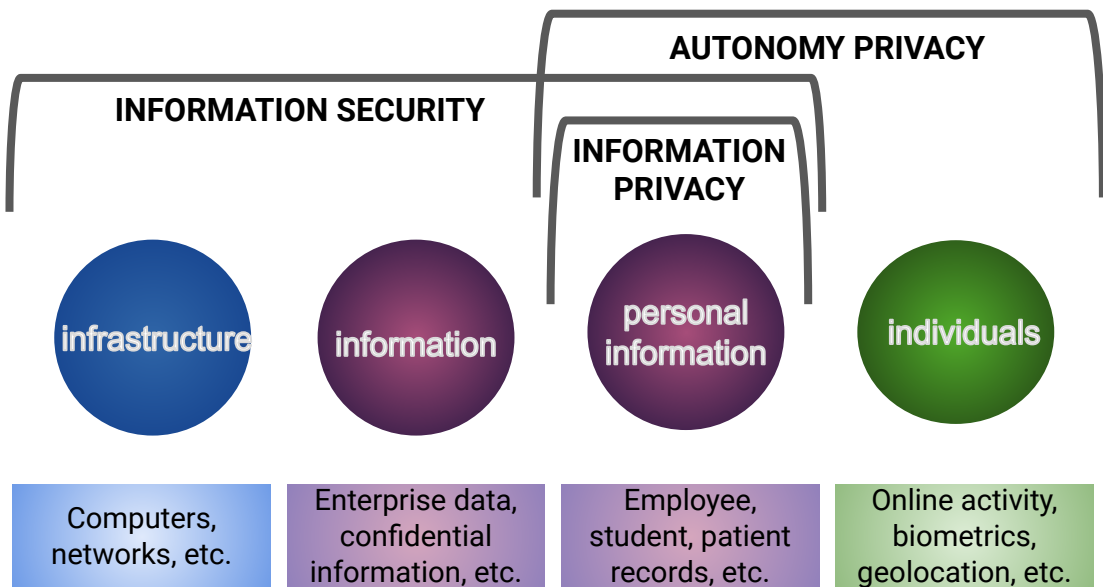 AUTONOMY PRIVACY
INFORMATION SECURITY
INFORMATION
PRIVACY
infrastructure
information
personal
information
individuals
Computers,
networks, etc.
Enterprise data,
confidential
information, etc.
Employee,
student, patient
records, etc.
Online activity,
biometrics,
geolocation, etc.